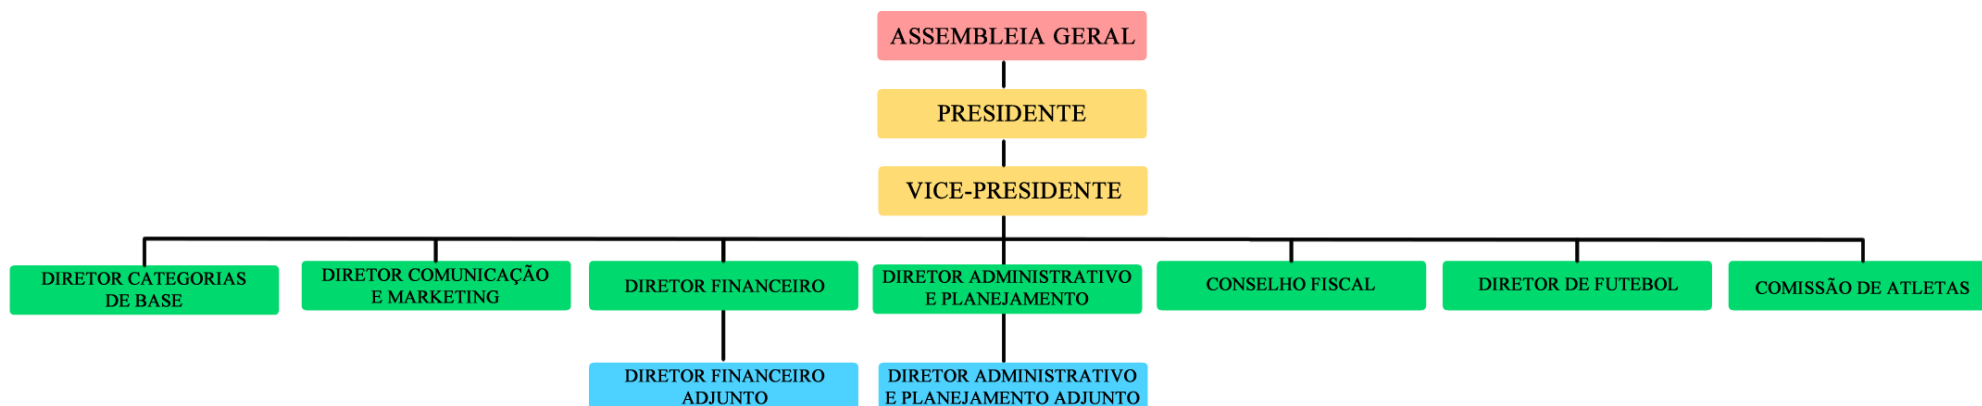 ASSEMBLEIA GERAL
PRESIDENTE
VICE-PRESIDENTE
DIRETOR CATEGORIAS
DE BASE
DIRETOR COMUNICAÇÃO
E MARKETING
DIRETOR FINANCEIRO
DIRETOR ADMINISTRATIVO
E PLANEJAMENTO
CONSELHO FISCAL
DIRETOR DE FUTEBOL
COMISSÃO DE ATLETAS
DIRETOR FINANCEIRO
ADJUNTO
DIRETOR ADMINISTRATIVO
E PLANEJAMENTO ADJUNTO